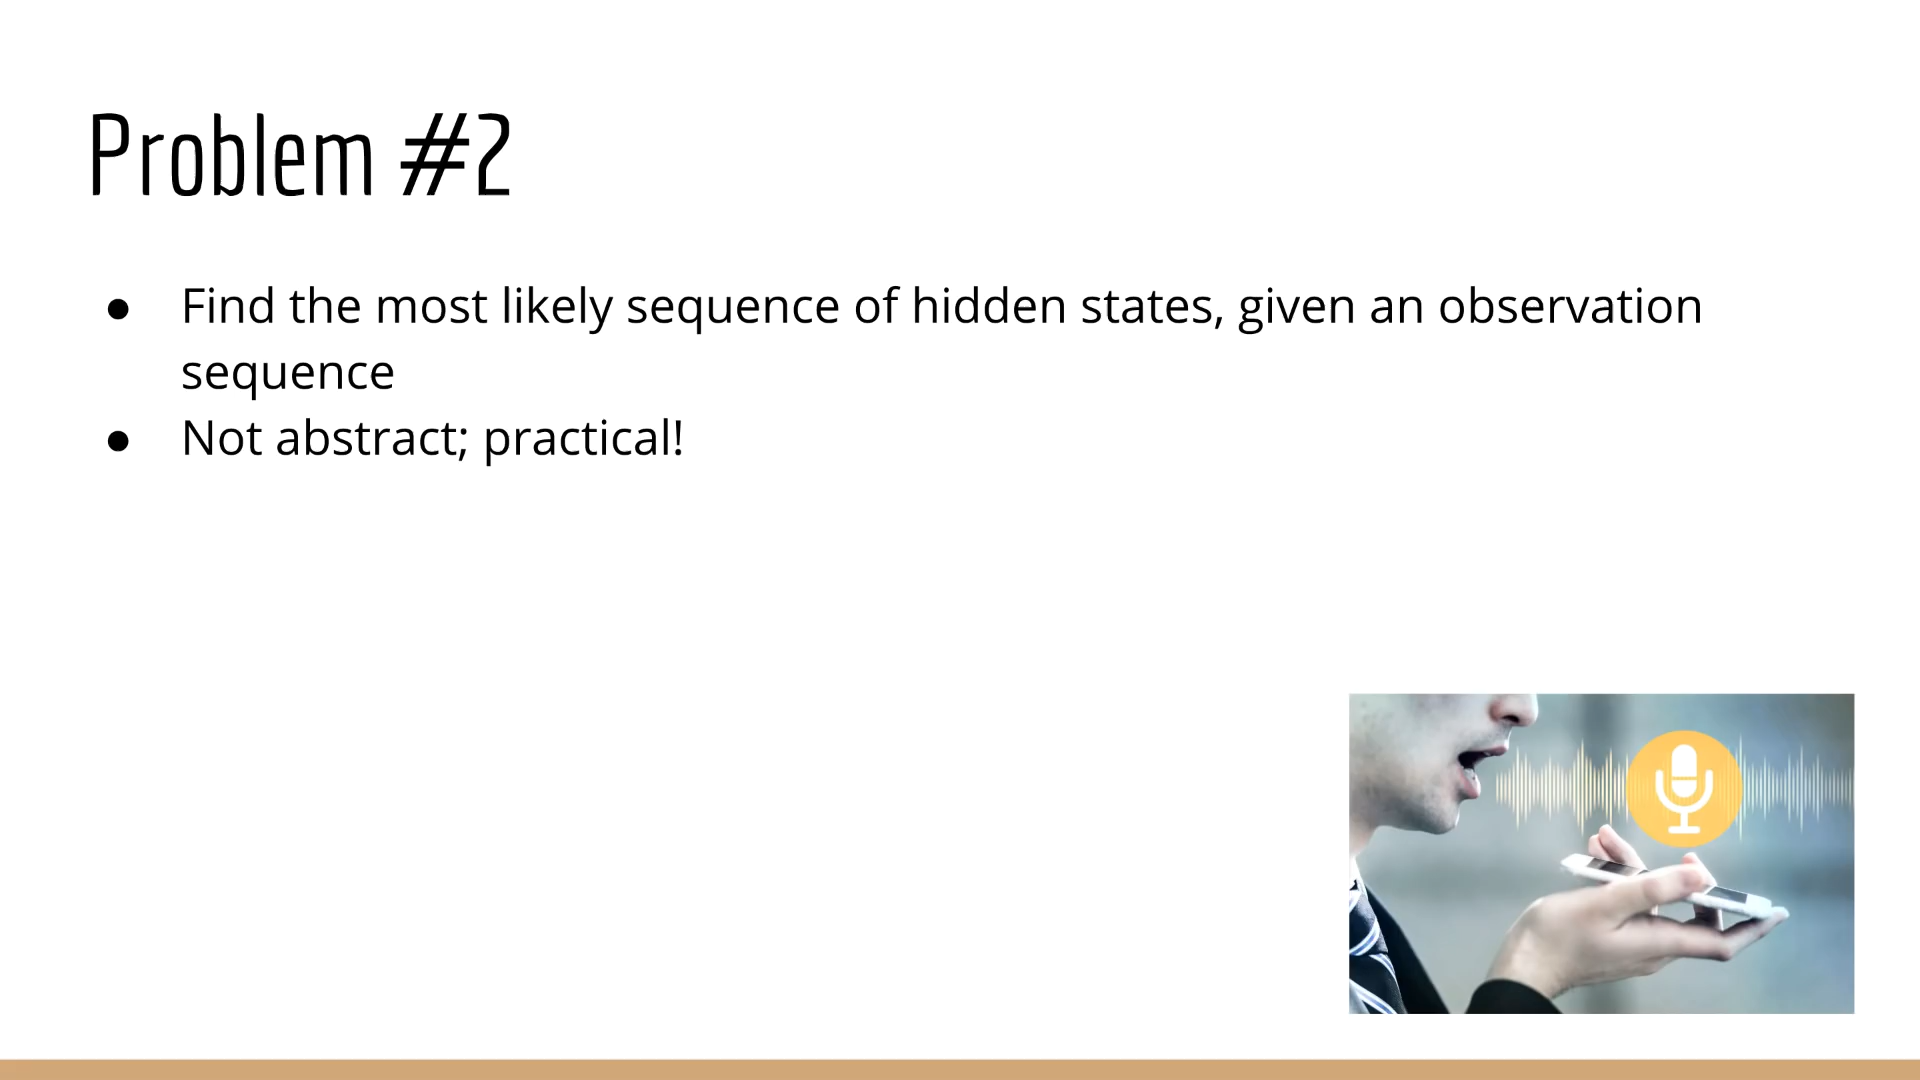 Problem #2
● Find the most likely sequence of hidden states, given an observation
sequence
● Not abstract; practical!